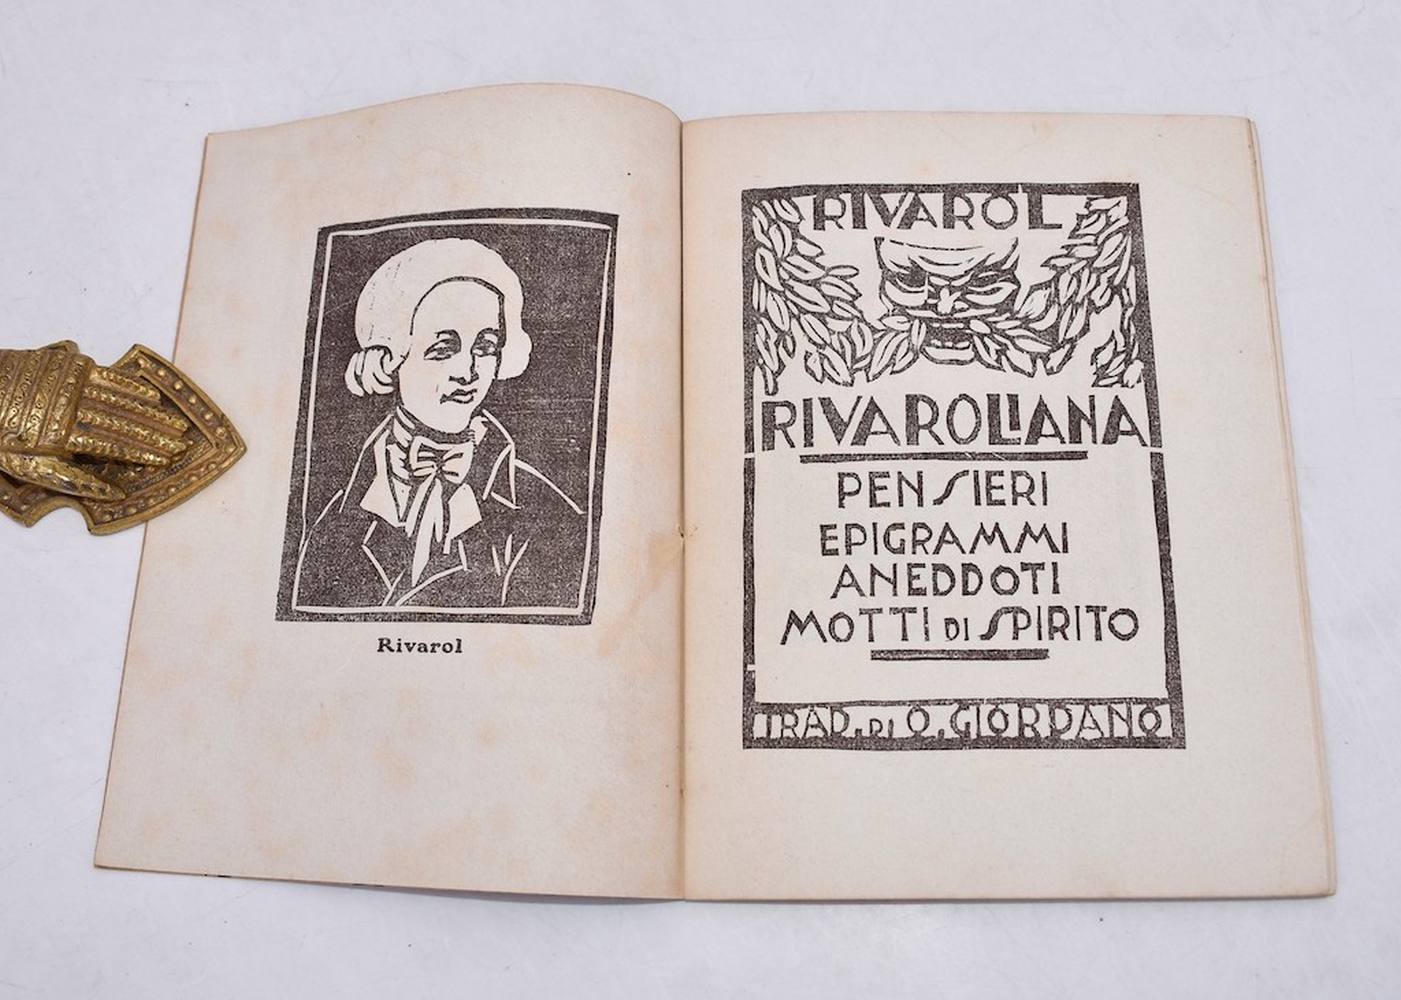 Rivarol
RIVAROL
RIVAROLIANA
PENSIERI
EPIGRAMMI
ANEDDOTI
MOTTI DI SPIRITO
TRAD. DI O. GIORDANO